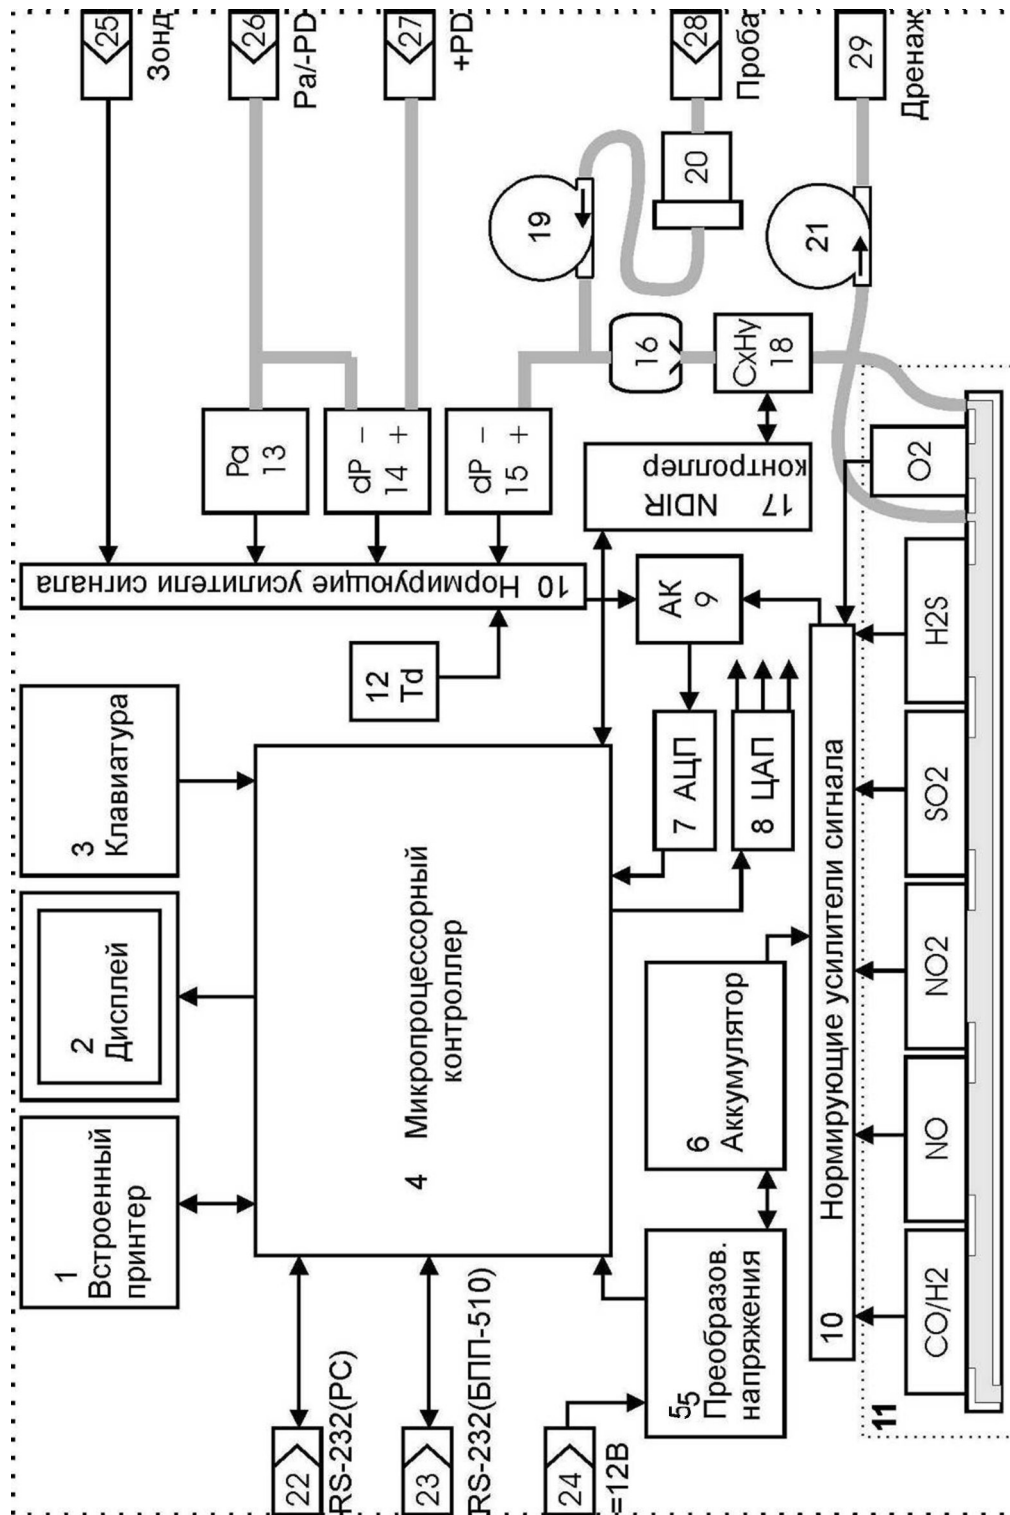 1
Встроенный
принтер
2
Дисплей
3
Клавиатура
4 Микропроцессорный
контроллер
22
RS-232(PC)
23
RS-232(БПП-510)
24
=12В
55
Преобразов.
напряжения
6
Аккумулятор
7 АЦП
8 ЦАП
АК
9
12
Td
10 Нормирующие усилители сигнала
Pa
13
dP −
14 +
dP −
15 +
17 NDIR
контроллер
16
CxHy
18
19
20
21
25
Зонд
26
Pa/-PD
27
+PD
28
Проба
29
Дренаж
10 Нормирующие усилители сигнала
11
CO/H2
NO
NO2
SO2
H2S
O2